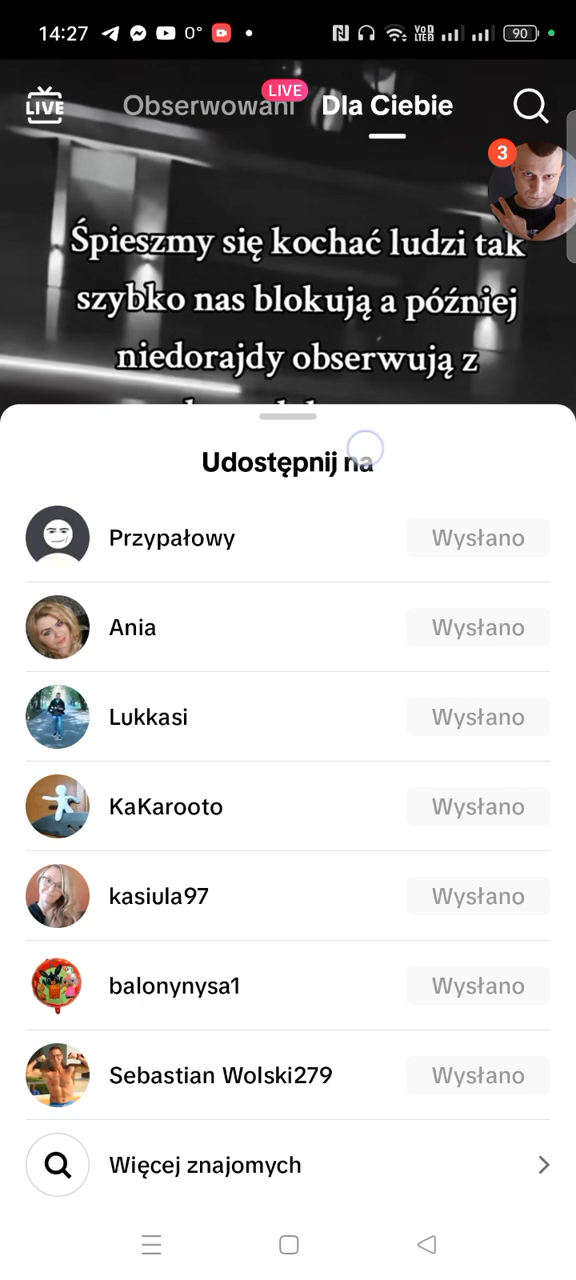 14:27 0° VoD LTE2 90
LIVE Obserwowani LIVE Dla Ciebie
3
Śpieszmy się kochać ludzi tak
szybko nas blokują a później
niedorajdy obserwują z
Udostępnij na
Przypałowy Wysłano
Ania Wysłano
Lukkasi Wysłano
KaKarooto Wysłano
kasiula97 Wysłano
balonynysa1 Wysłano
Sebastian Wolski279 Wysłano
Więcej znajomych